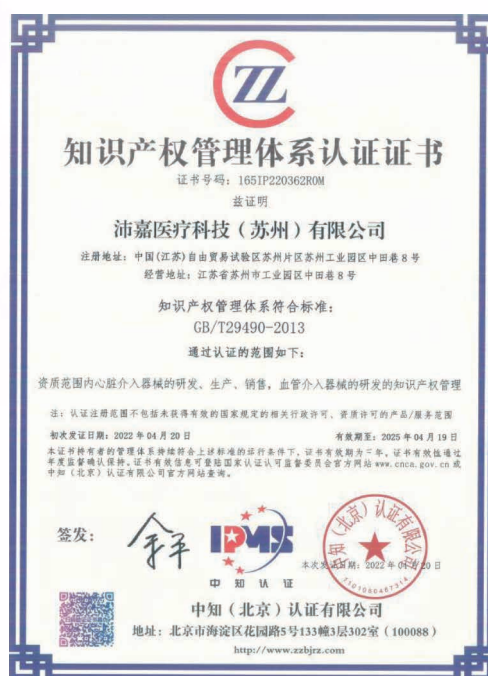 知识产权管理体系认证证书
证书号码：165IP220362R0M
兹证明
沛嘉医疗科技（苏州）有限公司
注册地址：中国(江苏)自由贸易试验区苏州片区苏州工业园区中田巷8号
经营地址：江苏省苏州市工业园区中田巷8号
知识产权管理体系符合标准：
GB/T29490-2013
通过认证的范围如下：
资质范围内心脏介入器械的研发、生产、销售，血管介入器械的研发的知识产权管理
注：认证注册范围不包括未获得有效的国家规定的相关行政许可、资质许可的产品/服务范围
初次发证日期：2022年04月20日 有效期至：2025年04月19日
本证书持有者的管理体系持续符合上述标准的运行条件下，证书有效期为三年，证书有效性通过
年度监督确认保持。证书有效信息可登陆国家认证认可监督委员会官方网站www.cnca.gov.cn或
中知（北京）认证有限公司官方网站查询。
签发：
IPMS
中知认证
中知（北京）认证有限公司
本次发证日期：2022年04月20日
中知（北京）认证有限公司
地址：北京市海淀区花园路5号133幢3层302室（100088）
http://www.zzbjrz.com